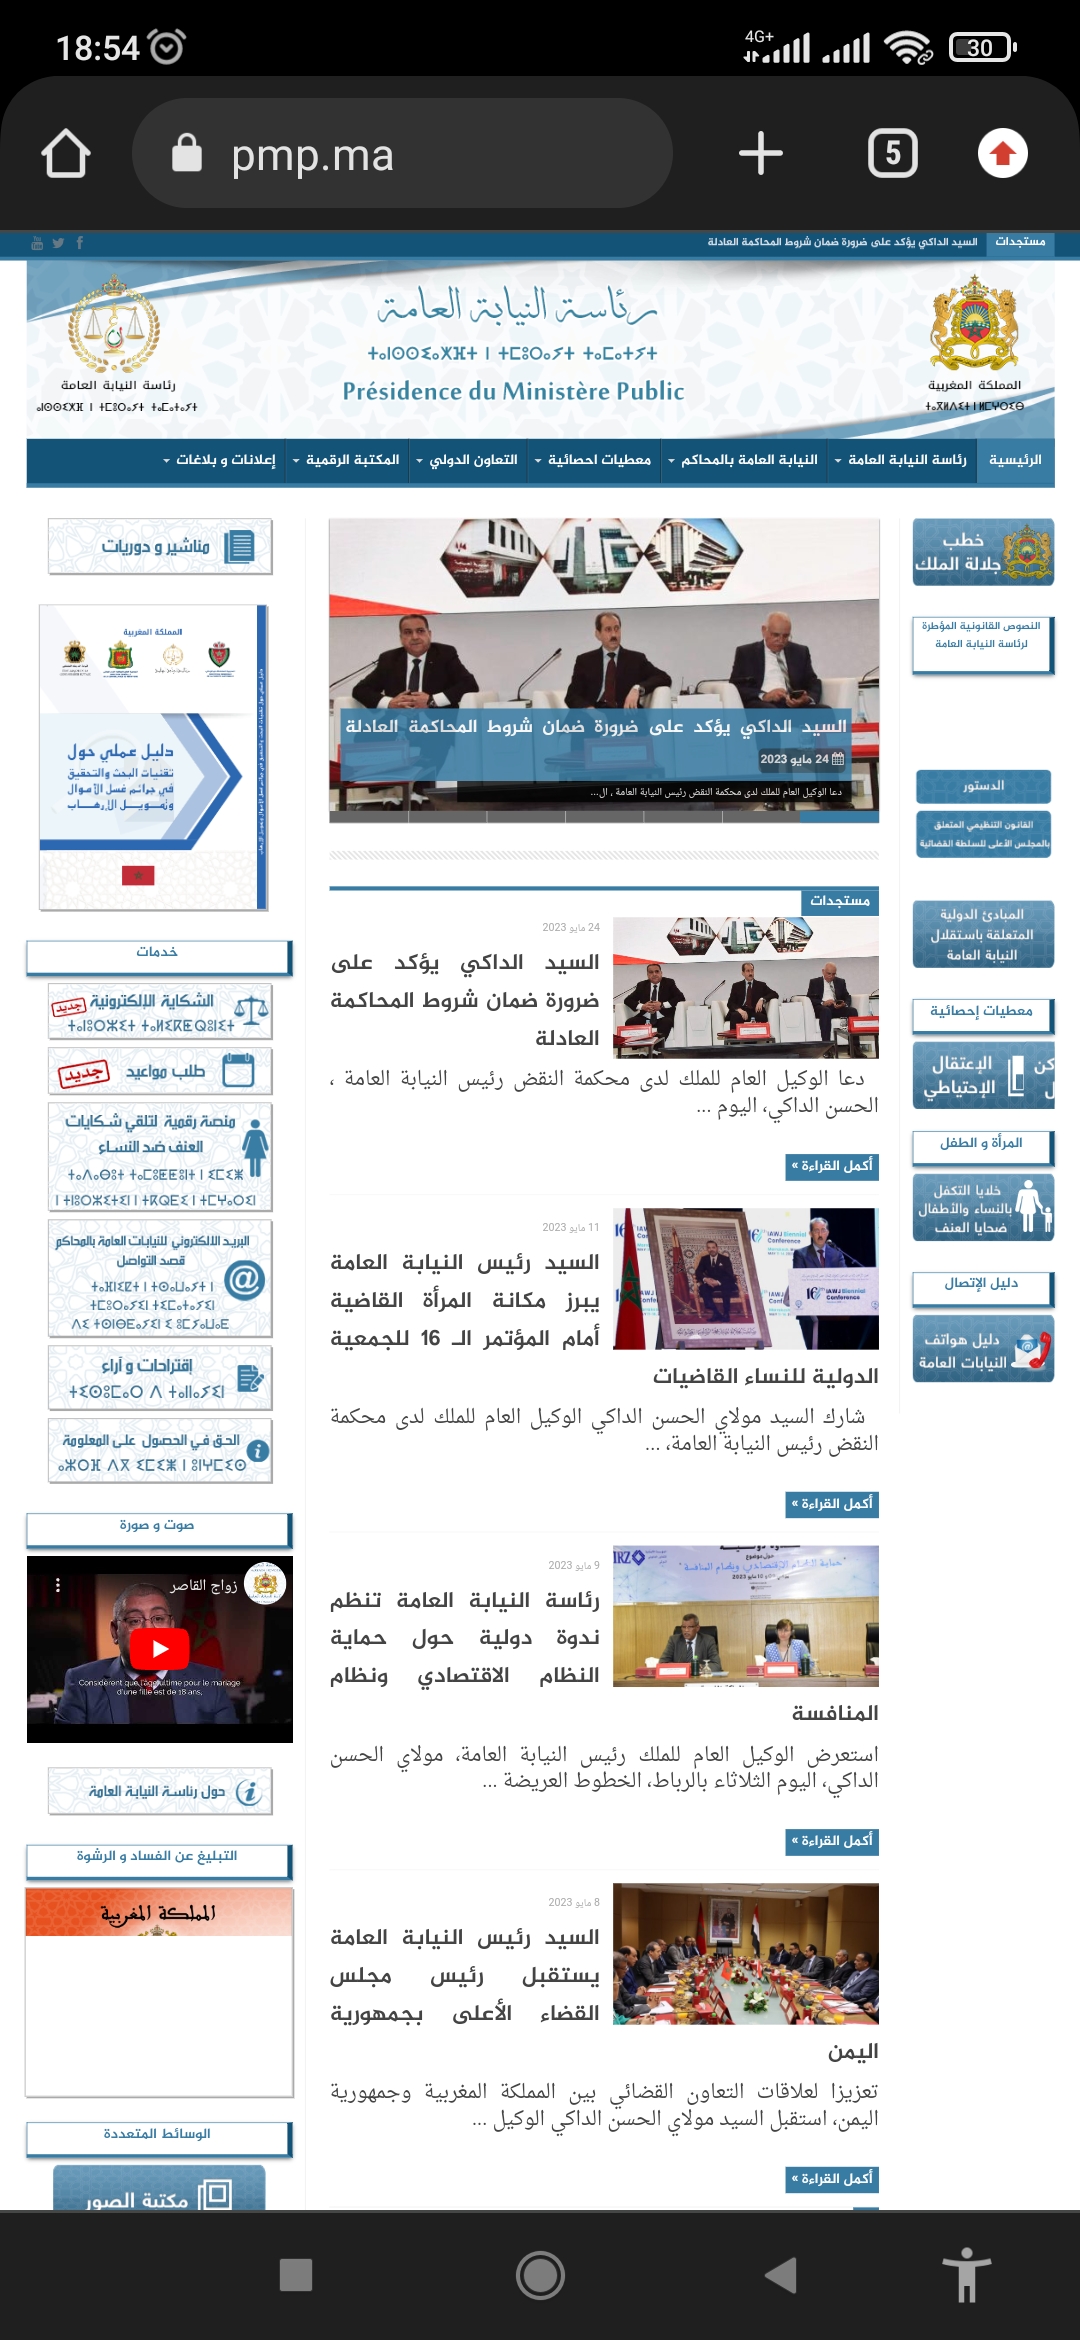 18:54
4G+
30
pmp.ma
5
مستجدات
السيد الداكي يؤكد على ضرورة ضمان شروط المحاكمة العادلة
رئاسة النيابة العامة
Présidence du Ministère Public
المملكة المغربية
رئاسة النيابة العامة
الرئيسية
رئاسة النيابة العامة
النيابة العامة بالمحاكم
معطيات احصائية
التعاون الدولي
المكتبة الرقمية
إعلانات و بلاغات
خطب
جلالة الملك
النصوص القانونية المؤطرة
لرئاسة النيابة العامة
الدستور
القانون التنظيمي المتعلق
بالمجلس الأعلى للسلطة القضائية
المبادئ الدولية
المتعلقة باستقلال
النيابة العامة
معطيات إحصائية
الإعتقال
الإحتياطي
المرأة و الطفل
خلايا التكفل
بالنساء والأطفال
ضحايا العنف
دليل الإتصال
دليل هواتف
النيابات العامة
السيد الداكي يؤكد على ضرورة ضمان شروط المحاكمة العادلة
24 مايو 2023
دعا الوكيل العام للملك لدى محكمة النقض رئيس النيابة العامة ، ال...
مستجدات
24 مايو 2023
السيد الداكي يؤكد على
ضرورة ضمان شروط المحاكمة
العادلة
دعا الوكيل العام للملك لدى محكمة النقض رئيس النيابة العامة ،
الحسن الداكي، اليوم ...
أكمل القراءة »
11 مايو 2023
السيد رئيس النيابة العامة
يبرز مكانة المرأة القاضية
أمام المؤتمر الـ 16 للجمعية
الدولية للنساء القاضيات
شارك السيد مولاي الحسن الداكي الوكيل العام للملك لدى محكمة
النقض رئيس النيابة العامة، ...
أكمل القراءة »
9 مايو 2023
رئاسة النيابة العامة تنظم
ندوة دولية حول حماية
النظام الاقتصادي ونظام
المنافسة
استعرض الوكيل العام للملك رئيس النيابة العامة، مولاي الحسن
الداكي، اليوم الثلاثاء بالرباط، الخطوط العريضة ...
أكمل القراءة »
8 مايو 2023
السيد رئيس النيابة العامة
يستقبل رئيس مجلس
القضاء الأعلى بجمهورية
اليمن
تعزيزا لعلاقات التعاون القضائي بين المملكة المغربية وجمهورية
اليمن، استقبل السيد مولاي الحسن الداكي الوكيل ...
أكمل القراءة »
مناشير و دوريات
المملكة المغربية
دليل عملي حول
تقنيات البحث والتحقيق
في جرائم غسل الأموال
وتمويل الإرهاب
خدمات
الشكاية الإلكترونية
جديد
طلب مواعيد
جديد
منصة رقمية لتلقي شكايات
العنف ضد النساء
البريد الالكتروني للنيابات العامة بالمحاكم
قصد التواصل
إقتراحات و آراء
الحق في الحصول على المعلومة
صوت و صورة
زواج القاصر
Considèrent que l'âge ultime pour le mariage
d'une fille est de 18 ans,
حول رئاسة النيابة العامة
التبليغ عن الفساد و الرشوة
المملكة المغربية
الوسائط المتعددة
مكتبة الصور